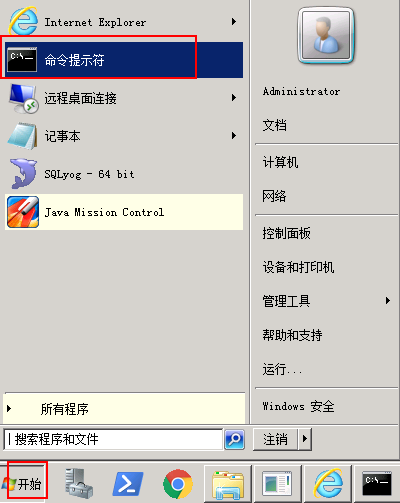 Internet Explorer
C:\
命令提示符
远程桌面连接
记事本
SQLyog - 64 bit
Java Mission Control
所有程序
搜索程序和文件
Administrator
文档
计算机
网络
控制面板
设备和打印机
管理工具
帮助和支持
运行...
Windows 安全
注销
开始
C:\